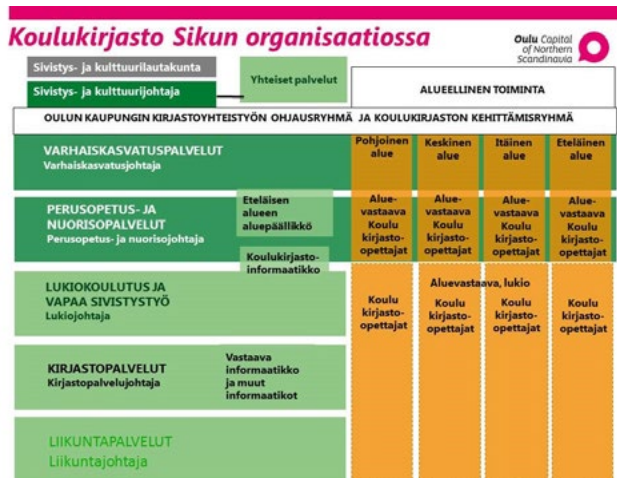 Koulukirjasto Sikun organisaatiossa
Oulu Capital
of Northern
Scandinavia
Sivistys- ja kulttuurilautakunta
Sivistys- ja kulttuurijohtaja
Yhteiset palvelut
ALUEELLINEN TOIMINTA
OULUN KAUPUNGIN KIRJASTOYHTEISTYÖN OHJAUSRYHMÄ JA KOULUKIRJASTON KEHITTÄMISRYHMÄ
VARHAISKASVATUSPALVELUT
Varhaiskasvatusjohtaja
Pohjoinen
alue
Keskinen
alue
Itäinen
alue
Eteläinen
alue
PERUSOPETUS- JA
NUORISOPALVELUT
Perusopetus- ja nuorisojohtaja
Eteläisen
alueen
aluepäällikkö
Koulukirjasto-
informaatikko
Alue-
vastaava
Koulu
kirjasto-
opettajat
Alue-
vastaava
Koulu
kirjasto-
opettajat
Alue-
vastaava
Koulu
kirjasto-
opettajat
Alue-
vastaava
Koulu
kirjasto-
opettajat
LUKIOKOULUTUS JA
VAPAA SIVISTYSTYÖ
Lukiojohtaja
Aluevastaava, lukio
Koulu
kirjasto-
opettajat
Koulu
kirjasto-
opettajat
Koulu
kirjasto-
opettajat
Koulu
kirjasto-
opettajat
KIRJASTOPALVELUT
Kirjastopalvelujohtaja
Vastaava
informaatikko
ja muut
informaatikot
LIIKUNTAPALVELUT
Liikuntajohtaja